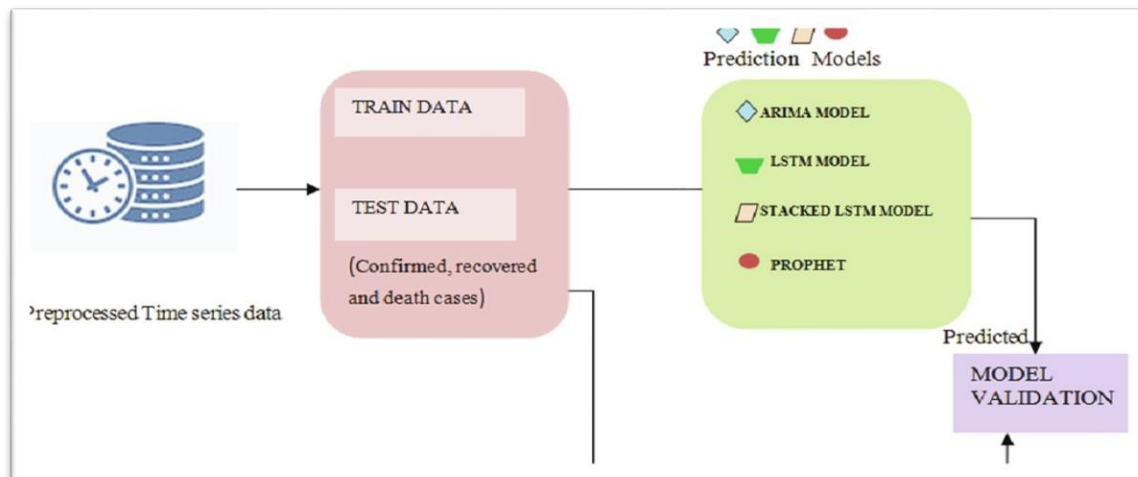 Preprocessed Time series data
TRAIN DATA
TEST DATA
(Confirmed, recovered
and death cases)
Prediction Models
ARIMA MODEL
LSTM MODEL
STACKED LSTM MODEL
PROPHET
Predicted
MODEL
VALIDATION